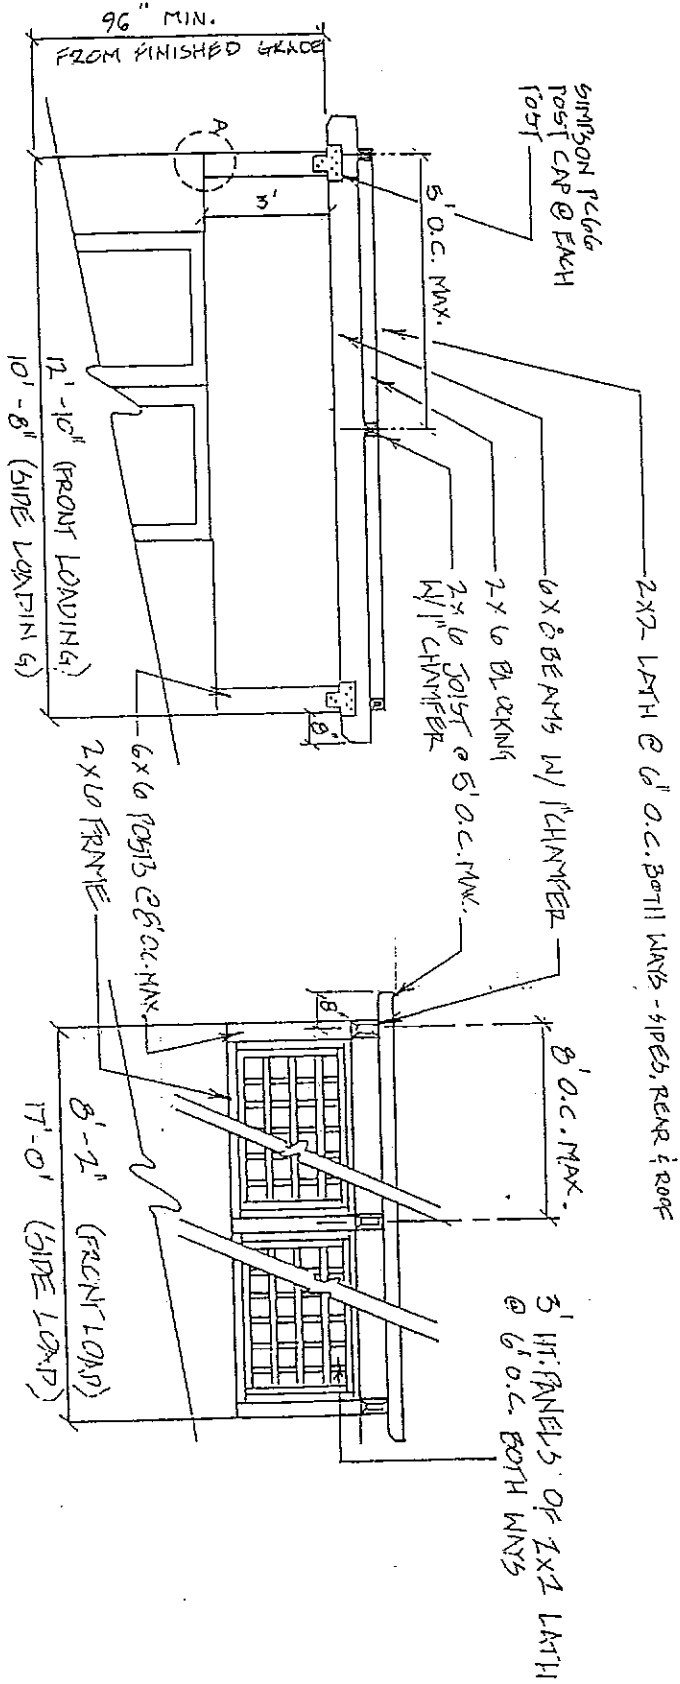 96" MIN.
FROM FINISHED GRADE
SIMPSON PC66
POST CAP @ EACH
POST
A
3'
5' O.C. MAX.
12'-10" (FRONT LOADING)
10'-8" (SIDE LOADING)
8"
2X2 LATH @ 6" O.C. BOTH WAYS - SIDES, REAR & ROOF
6X8 BEAMS W/ 1" CHAMFER
2X6 BLOCKING
2X6 JOIST @ 5' O.C. MAX.
W/ 1" CHAMFER
6X6 POSTS @ 8' O.C. MAX
2X6 FRAME
8"
8' O.C. MAX.
8'-2" (FRONT LOAD)
17'-0" (SIDE LOAD)
3' HT. PANELS OF 2X2 LATH
@ 6" O.C. BOTH WAYS